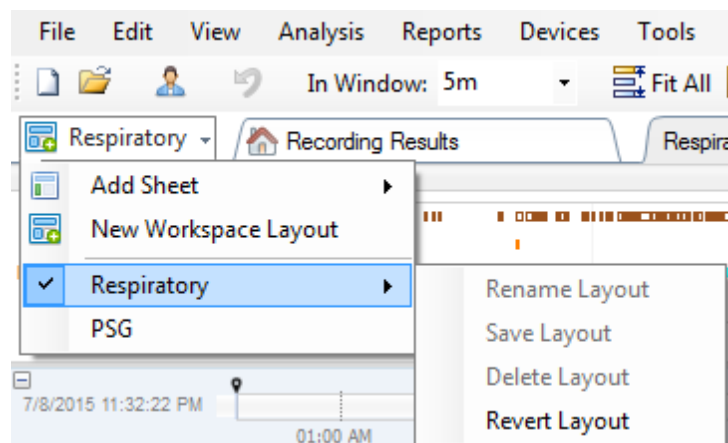 File Edit View Analysis Reports Devices Tools
In Window: 5m Fit All
Respiratory Recording Results
Add Sheet
New Workspace Layout
Respiratory Rename Layout
PSG Save Layout
Delete Layout
7/8/2015 11:32:22 PM Revert Layout
01:00 AM